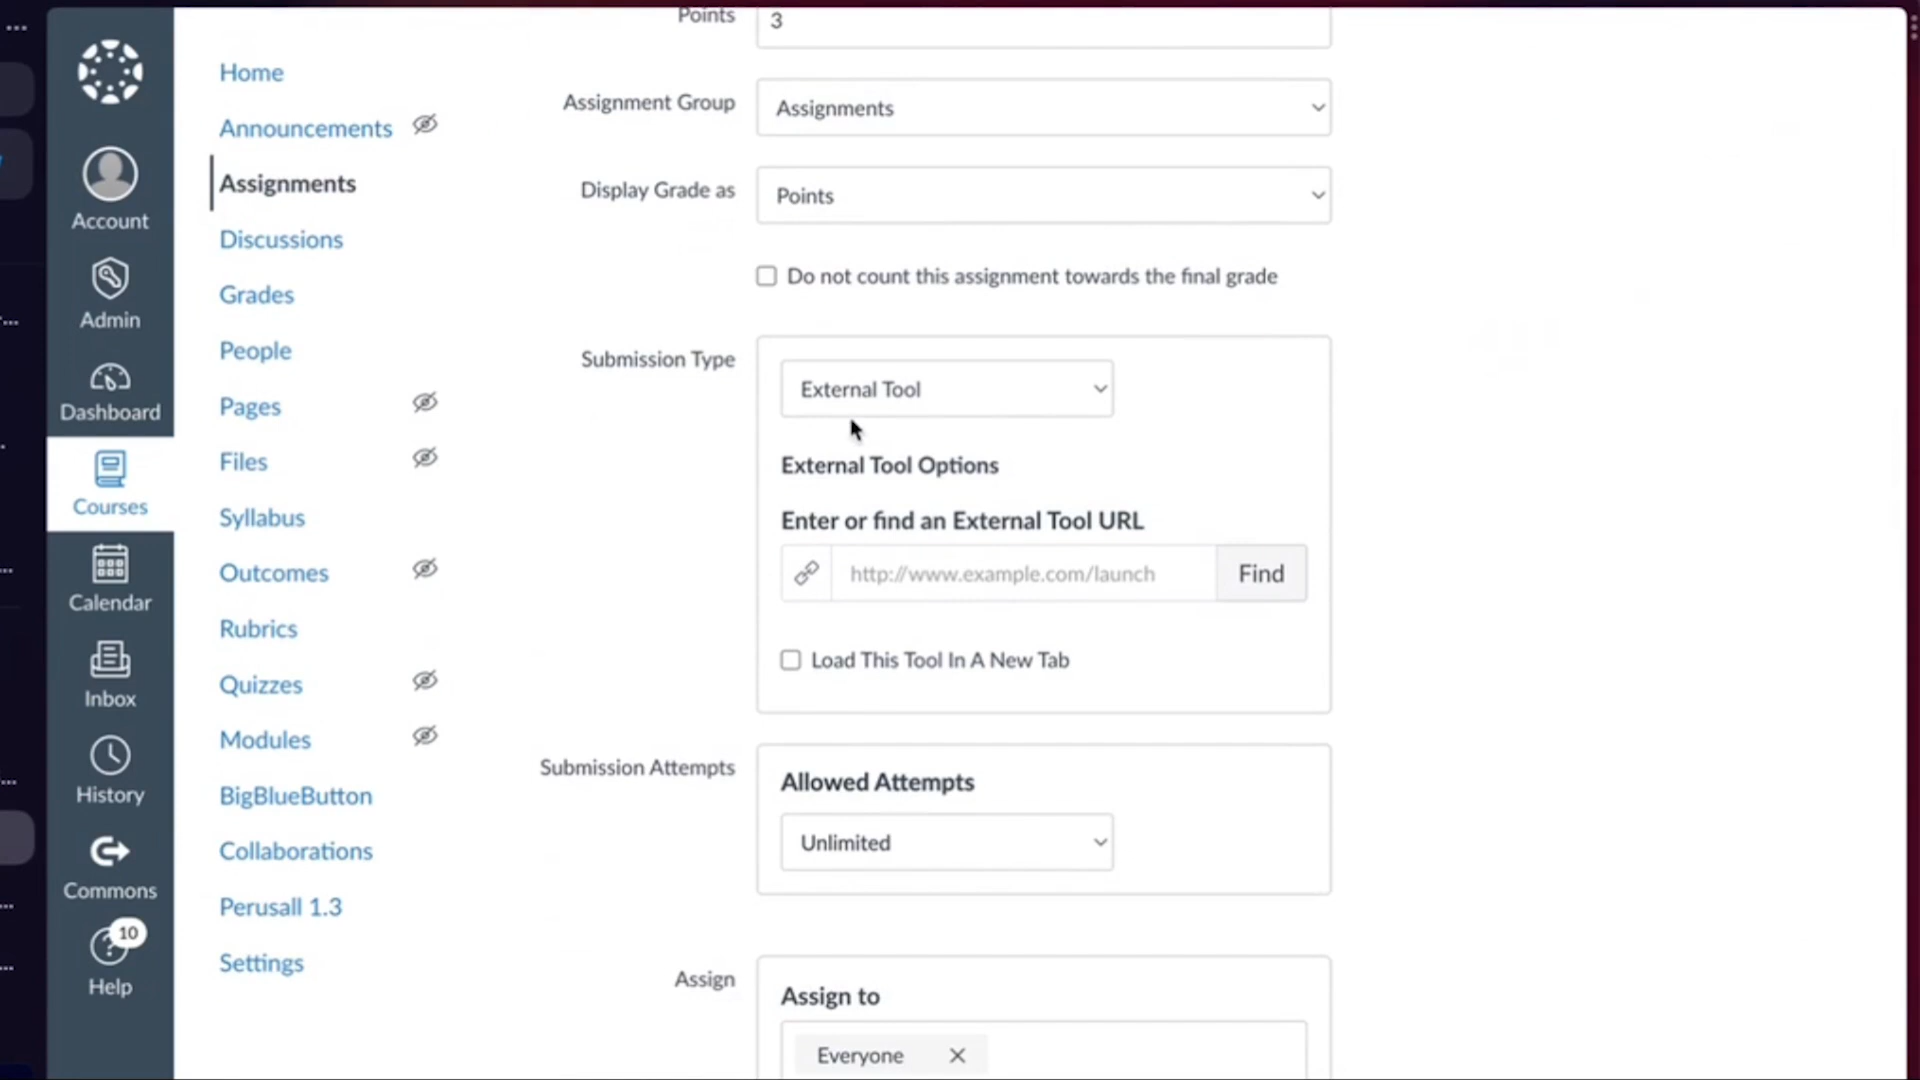 Account
Admin
Dashboard
Courses
Calendar
Inbox
History
Commons
10
Help
Home
Announcements
Assignments
Discussions
Grades
People
Pages
Files
Syllabus
Outcomes
Rubrics
Quizzes
Modules
BigBlueButton
Collaborations
Perusall 1.3
Settings
Points
3
Assignment Group
Assignments
Display Grade as
Points
Do not count this assignment towards the final grade
Submission Type
External Tool
External Tool Options
Enter or find an External Tool URL
http://www.example.com/launch
Find
Load This Tool In A New Tab
Submission Attempts
Allowed Attempts
Unlimited
Assign
Assign to
Everyone